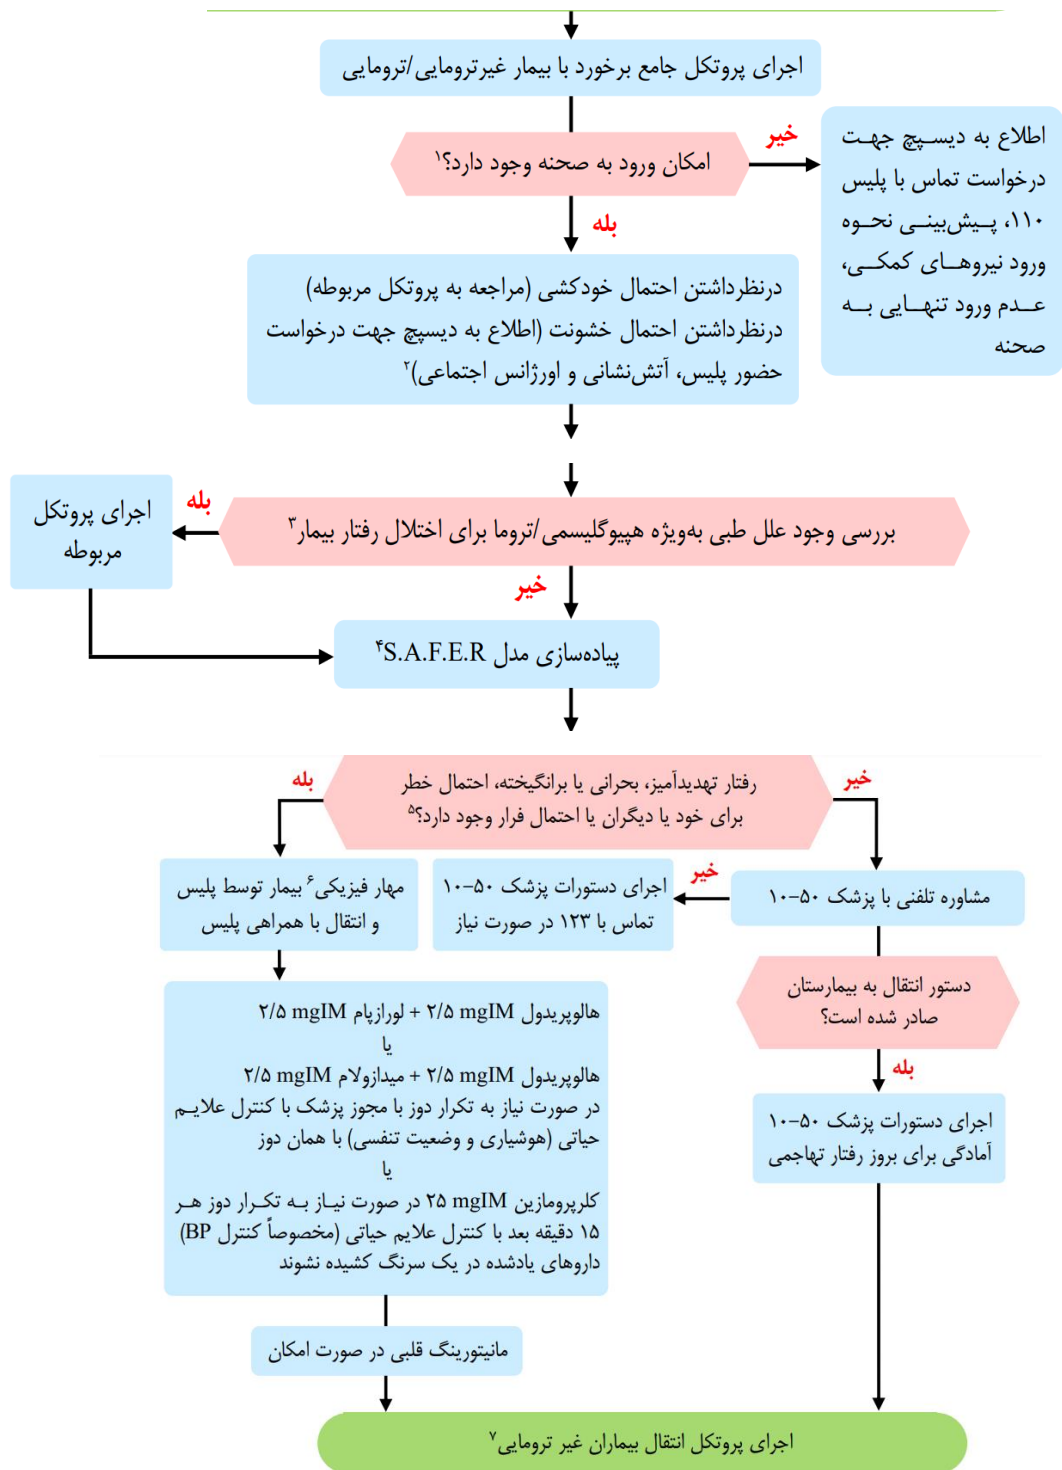 اجرای پروتکل جامع برخورد با بیمار غیرترومایی/ترومایی
امکان ورود به صحنه وجود دارد؟۱
خیر
اطلاع به دیسپچ جهت
درخواست تماس با پلیس
۱۱۰، پیش‌بینی نحوه
ورود نیروهای کمکی،
عدم ورود تنهایی به
صحنه
بله
درنظرداشتن احتمال خودکشی (مراجعه به پروتکل مربوطه)
درنظرداشتن احتمال خشونت (اطلاع به دیسپچ جهت درخواست
حضور پلیس، آتش‌نشانی و اورژانس اجتماعی)۲
بررسی وجود علل طبی به‌ویژه هیپوگلیسمی/تروما برای اختلال رفتار بیمار۳
بله
اجرای پروتکل
مربوطه
خیر
پیاده‌سازی مدل S.A.F.E.R۴
رفتار تهدیدآمیز، بحرانی یا برانگیخته، احتمال خطر
برای خود یا دیگران یا احتمال فرار وجود دارد؟۵
خیر
بله
مشاوره تلفنی با پزشک ۵۰-۱۰
خیر
اجرای دستورات پزشک ۵۰-۱۰
تماس با ۱۲۳ در صورت نیاز
مهار فیزیکی۶ بیمار توسط پلیس
و انتقال با همراهی پلیس
دستور انتقال به بیمارستان
صادر شده است؟
بله
اجرای دستورات پزشک ۵۰-۱۰
آمادگی برای بروز رفتار تهاجمی
هالوپریدول ۲/۵ mgIM + لورازپام ۲/۵ mgIM
یا
هالوپریدول ۲/۵ mgIM + میدازولام ۲/۵ mgIM
در صورت نیاز به تکرار دوز با مجوز پزشک با کنترل علایم
حیاتی (هوشیاری و وضعیت تنفسی) با همان دوز
یا
کلرپرومازین ۲۵ mgIM در صورت نیاز به تکرار دوز هر
۱۵ دقیقه بعد با کنترل علایم حیاتی (مخصوصاً کنترل BP)
داروهای یادشده در یک سرنگ کشیده نشوند
مانیتورینگ قلبی در صورت امکان
اجرای پروتکل انتقال بیماران غیر ترومایی۷